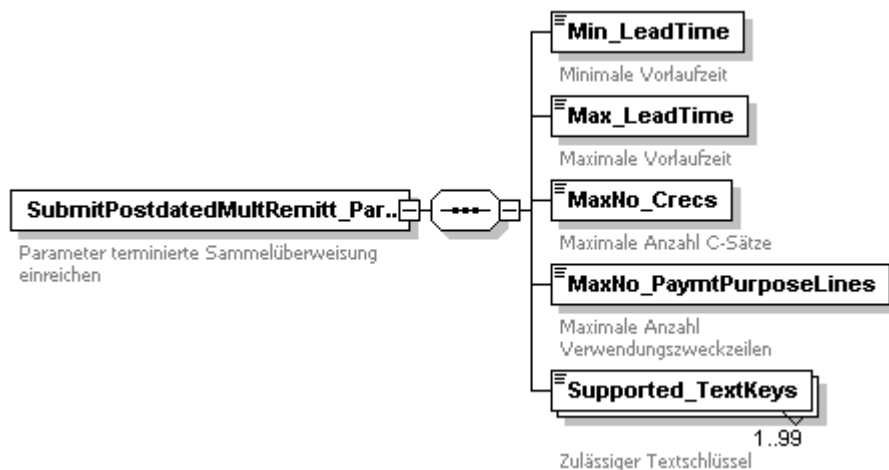 Min_LeadTime
Minimale Vorlaufzeit
Max_LeadTime
Maximale Vorlaufzeit
SubmitPostdatedMultRemitt_Par..
Parameter terminierte Sammelüberweisung
einreichen
MaxNo_Crecs
Maximale Anzahl C-Sätze
MaxNo_PaymtPurposeLines
Maximale Anzahl
Verwendungszweckzeilen
Supported_TextKeys
1..99
Zulässiger Textschlüssel